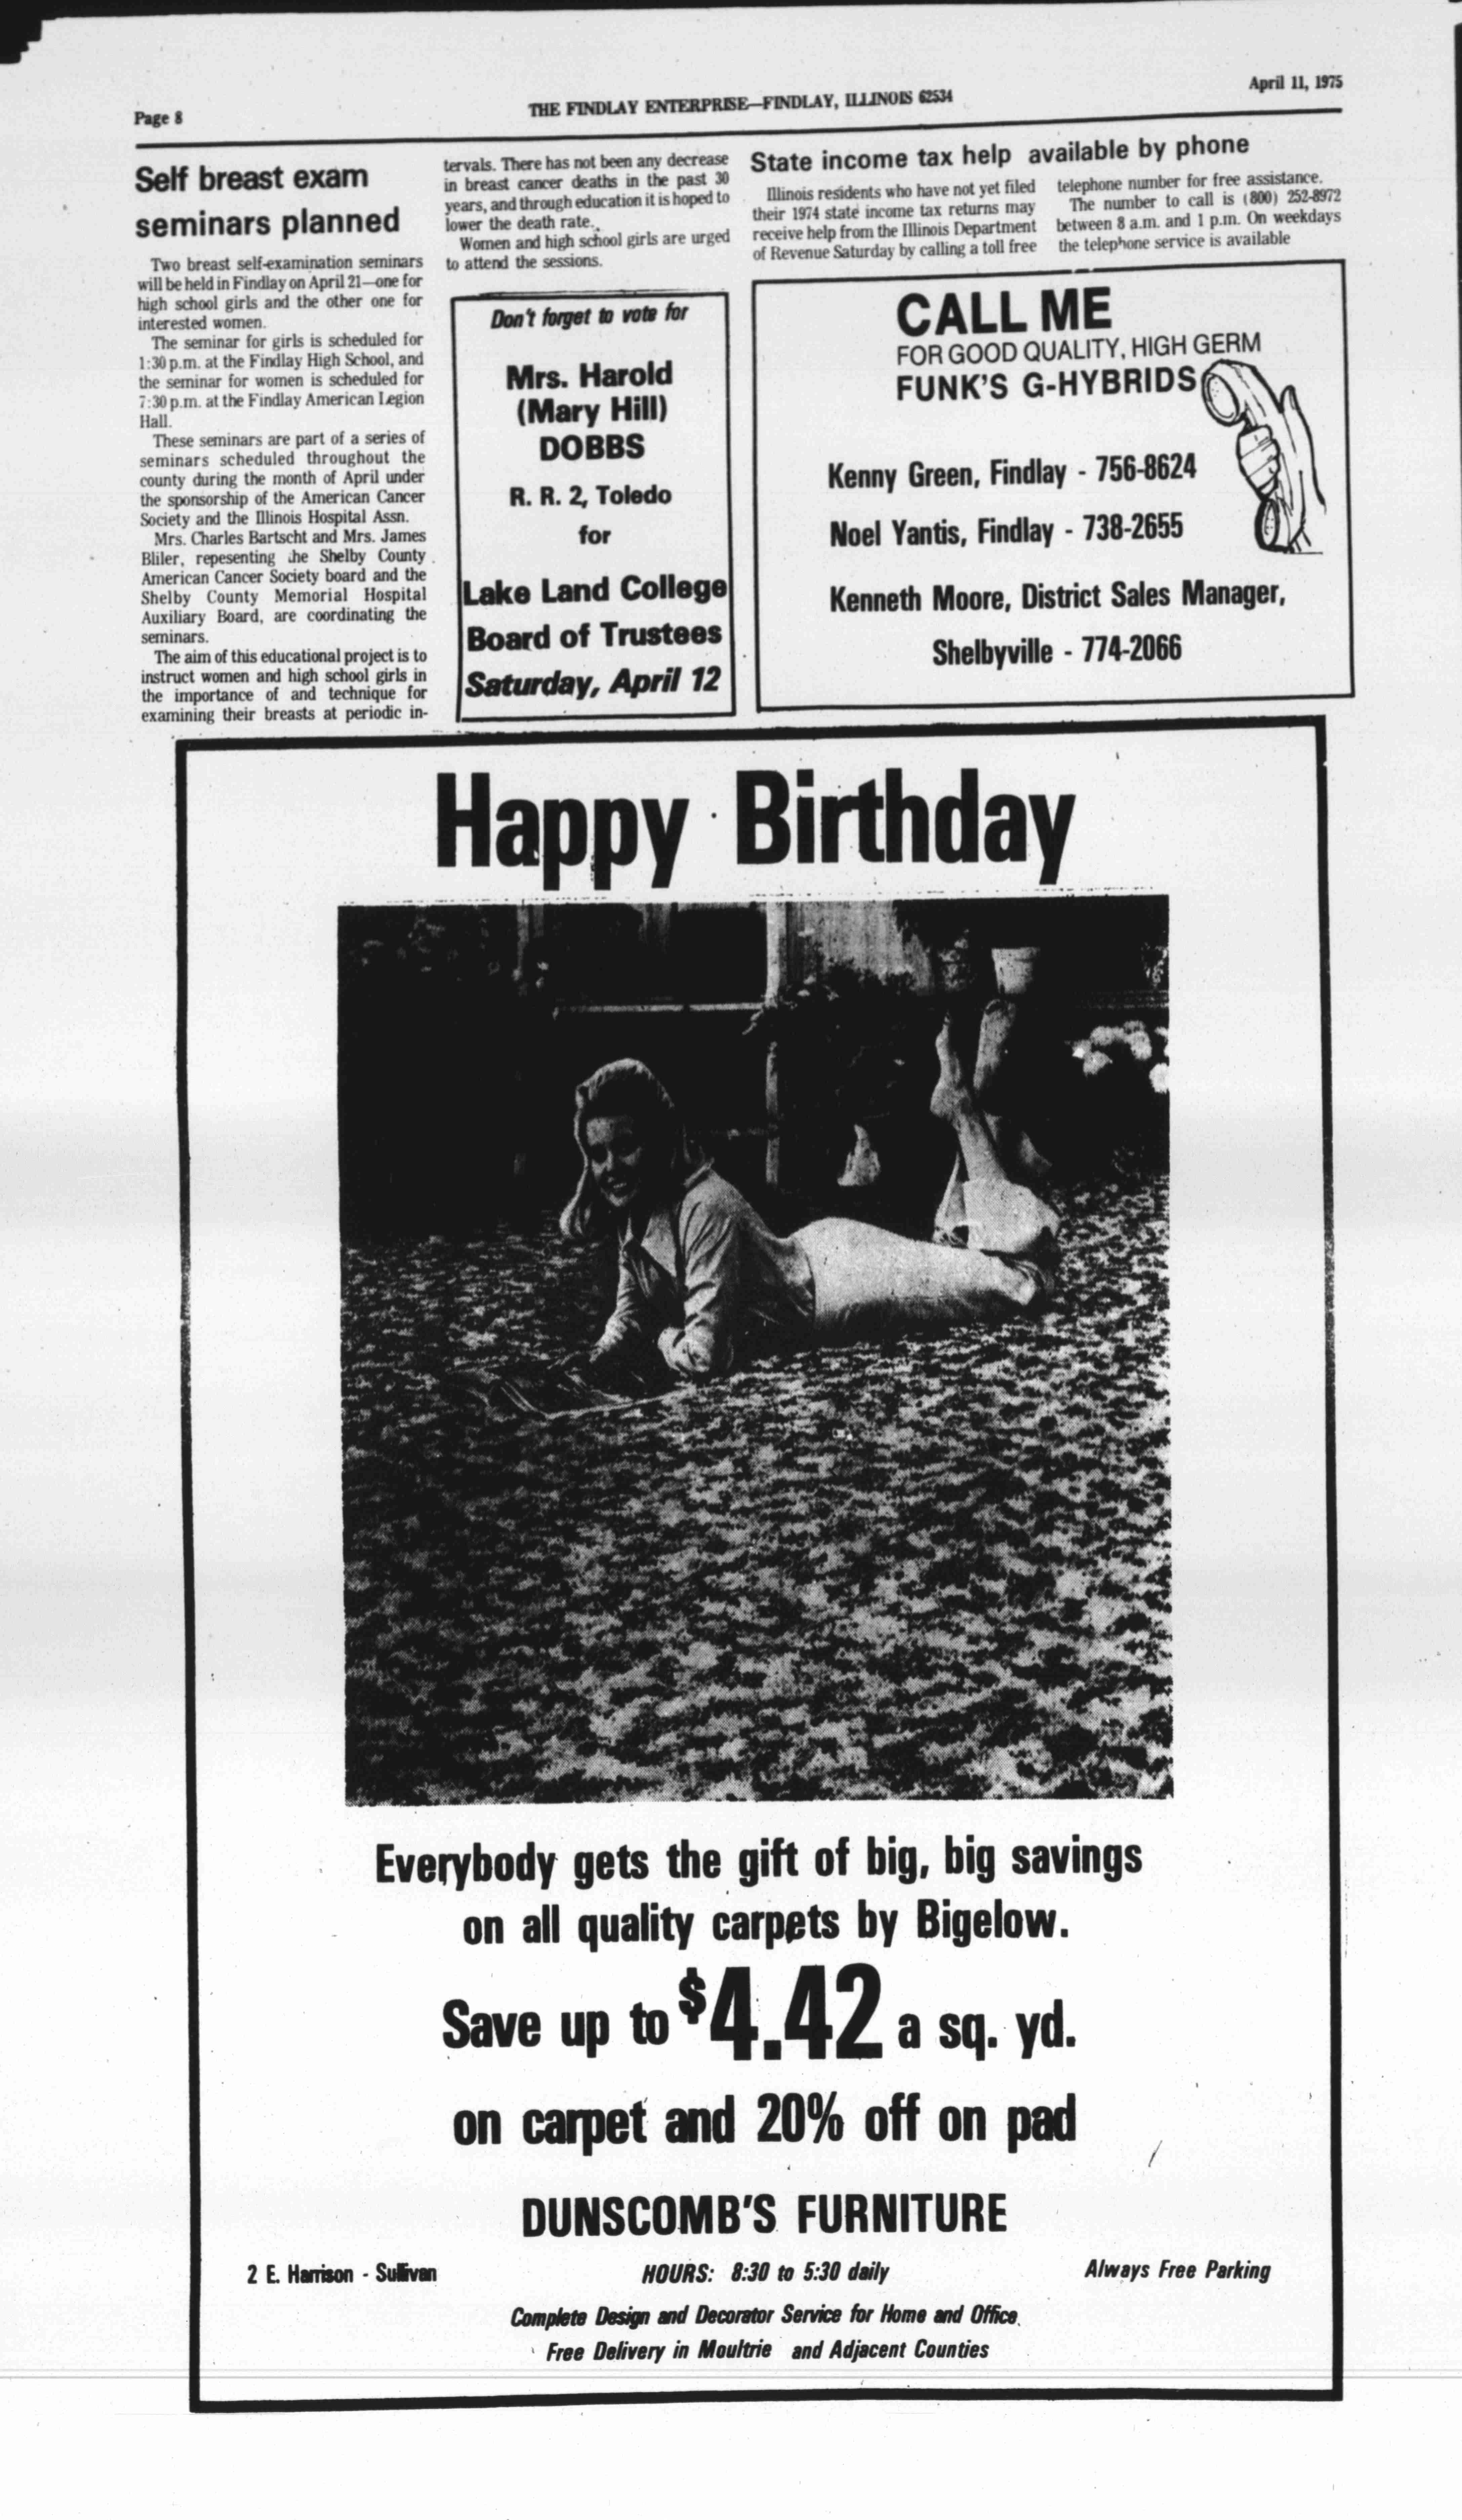 Page 8
THE FINDLAY ENTERPRISE—FINDLAY, ILLINOIS 62534
April 11, 1975
Self breast exam
seminars planned
Two breast self-examination seminars
will be held in Findlay on April 21—one for
high school girls and the other one for
interested women.
The seminar for girls is scheduled for
1:30 p.m. at the Findlay High School, and
the seminar for women is scheduled for
7:30 p.m. at the Findlay American Legion
Hall.
These seminars are part of a series of
seminars scheduled throughout the
county during the month of April under
the sponsorship of the American Cancer
Society and the Illinois Hospital Assn.
Mrs. Charles Bartscht and Mrs. James
Bliler, repesenting the Shelby County
American Cancer Society board and the
Shelby County Memorial Hospital
Auxiliary Board, are coordinating the
seminars.
The aim of this educational project is to
instruct women and high school girls in
the importance of and technique for
examining their breasts at periodic in-
tervals. There has not been any decrease
in breast cancer deaths in the past 30
years, and through education it is hoped to
lower the death rate.
Women and high school girls are urged
to attend the sessions.
Don't forget to vote for
Mrs. Harold
(Mary Hill)
DOBBS
R. R. 2, Toledo
for
Lake Land College
Board of Trustees
Saturday, April 12
State income tax help available by phone
Illinois residents who have not yet filed
their 1974 state income tax returns may
receive help from the Illinois Department
of Revenue Saturday by calling a toll free
telephone number for free assistance.
The number to call is (800) 252-8972
between 8 a.m. and 1 p.m. On weekdays
the telephone service is available
CALL ME
FOR GOOD QUALITY, HIGH GERM
FUNK'S G-HYBRIDS
Kenny Green, Findlay - 756-8624
Noel Yantis, Findlay - 738-2655
Kenneth Moore, District Sales Manager,
Shelbyville - 774-2066
Happy Birthday
Everybody gets the gift of big, big savings
on all quality carpets by Bigelow.
Save up to $4.42 a sq. yd.
on carpet and 20% off on pad
DUNSCOMB'S FURNITURE
2 E. Harrison - Sullivan
HOURS: 8:30 to 5:30 daily
Always Free Parking
Complete Design and Decorator Service for Home and Office
Free Delivery in Moultrie and Adjacent Counties